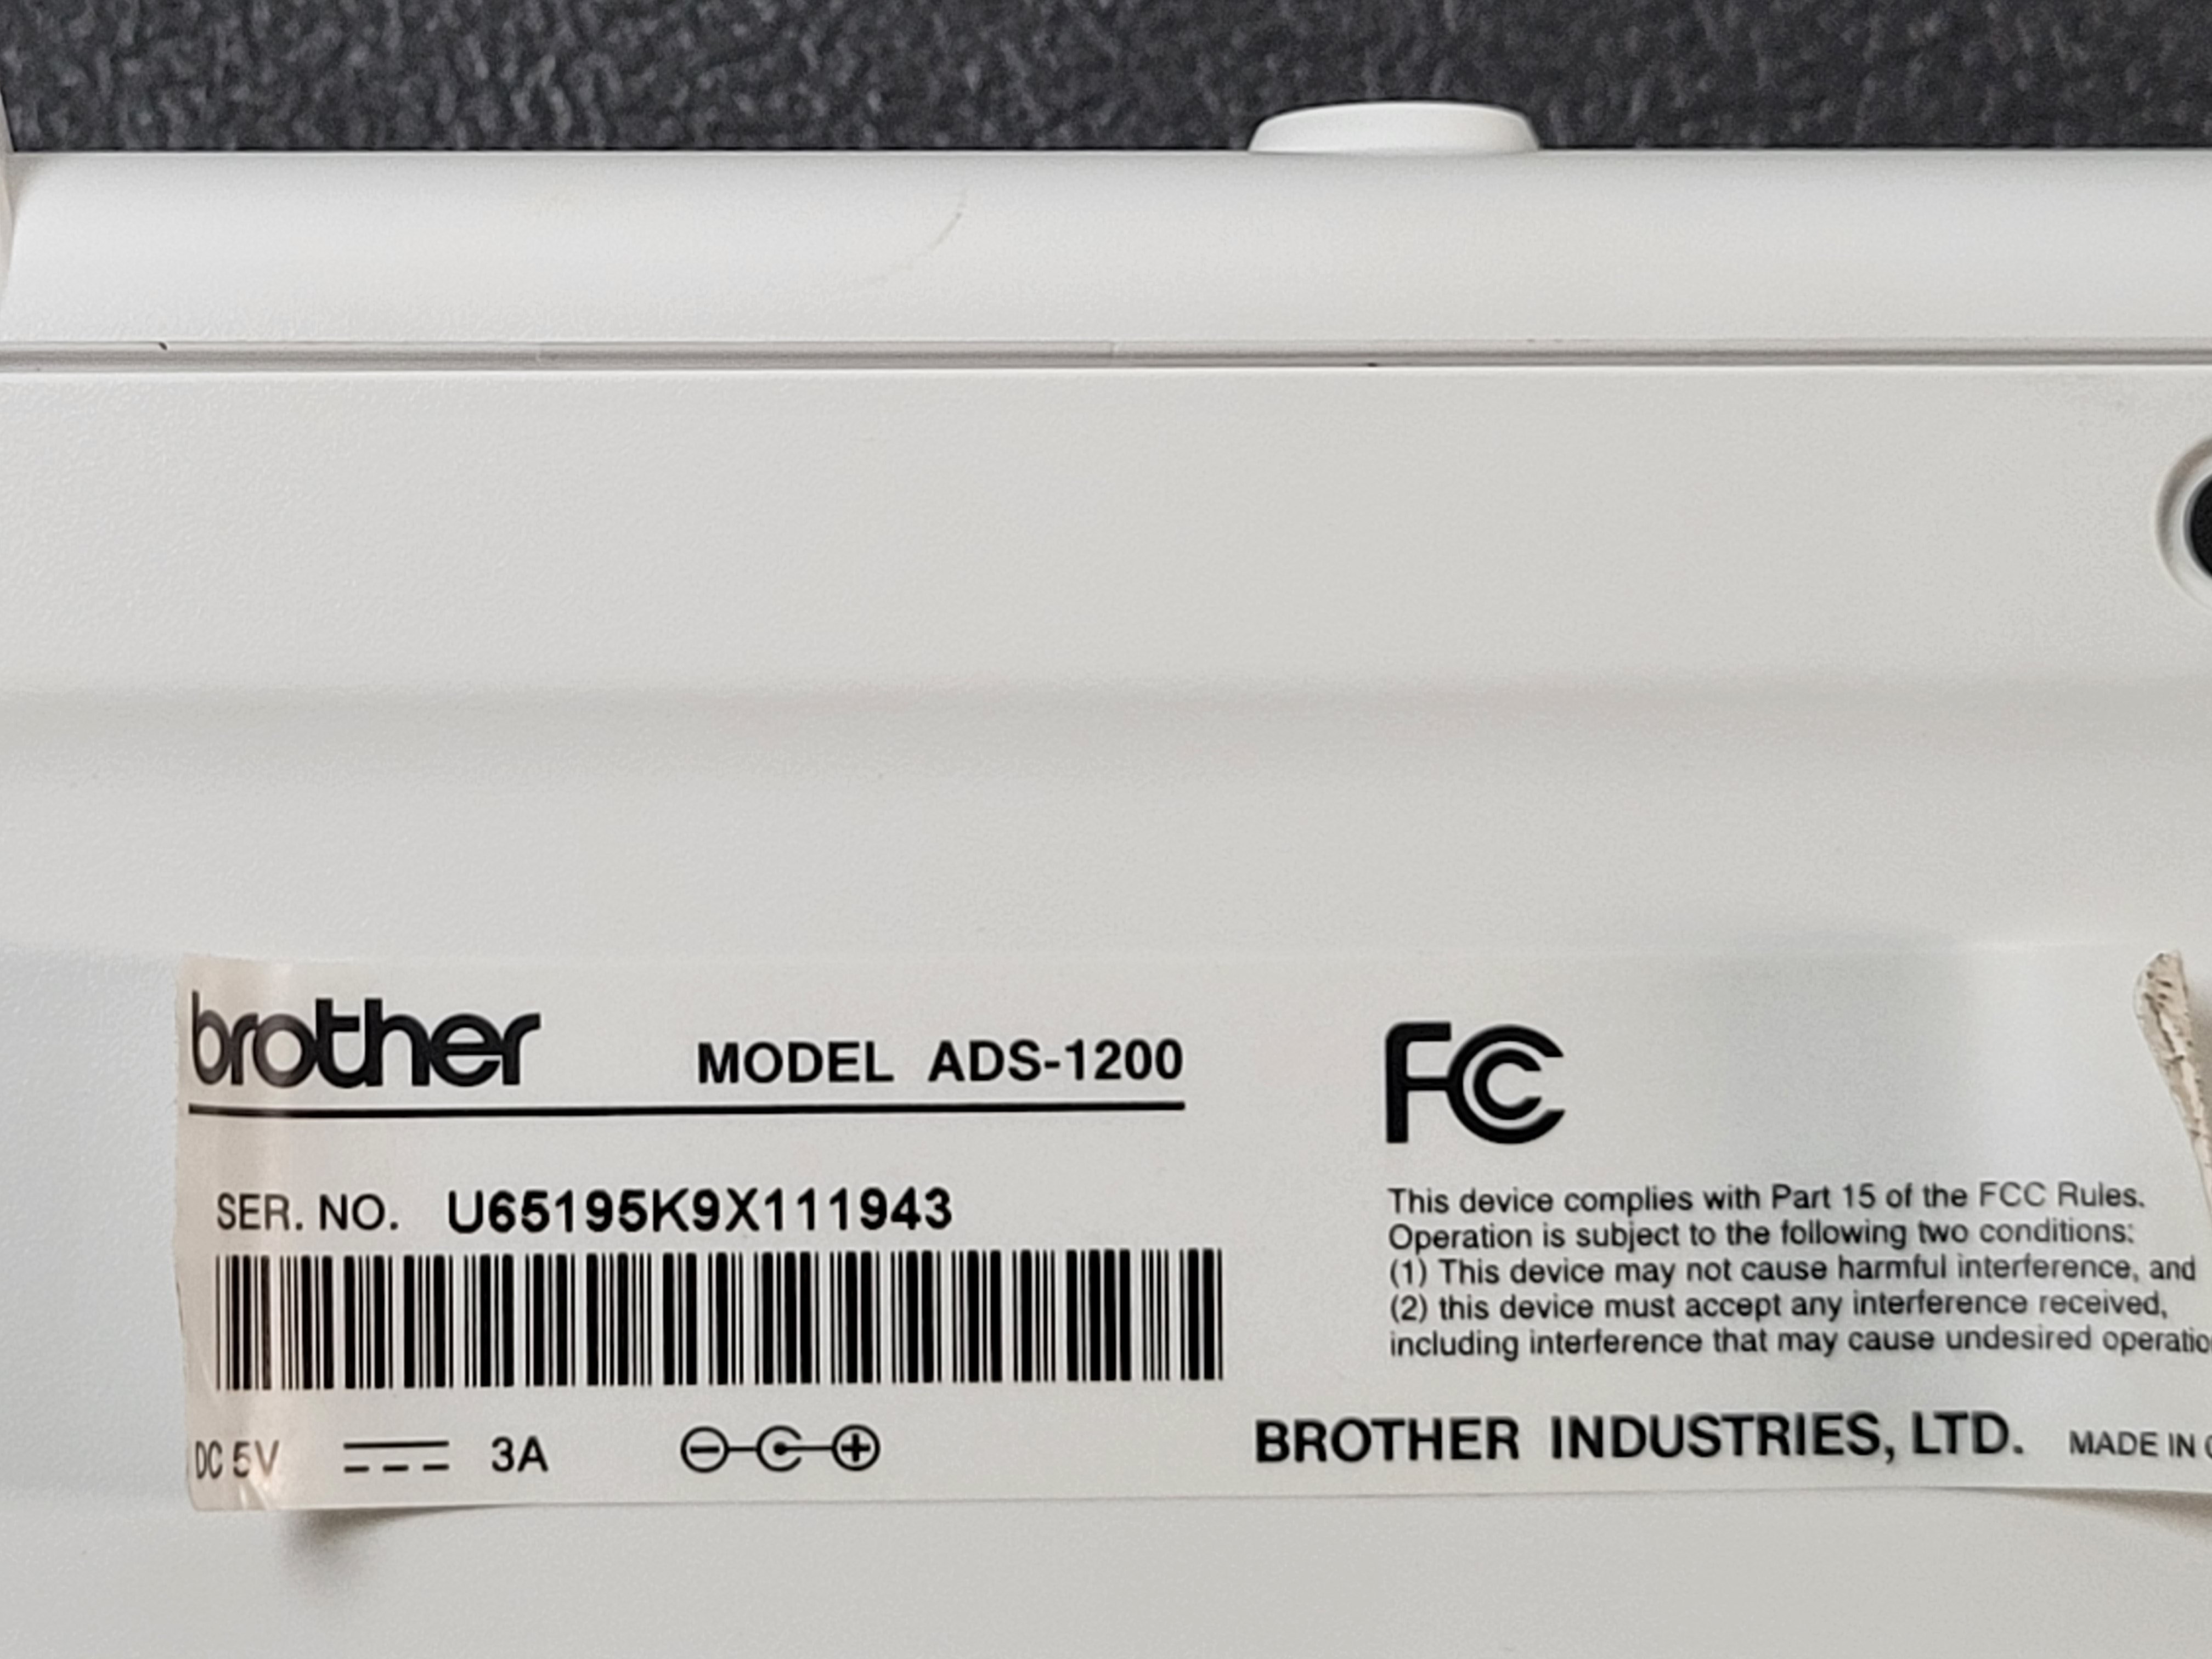 brother MODEL ADS-1200
SER. NO. U65195K9X111943
DC 5V 3A
FC
This device complies with Part 15 of the FCC Rules.
Operation is subject to the following two conditions:
(1) This device may not cause harmful interference, and
(2) this device must accept any interference received,
including interference that may cause undesired
BROTHER INDUSTRIES, LTD. MADE IN